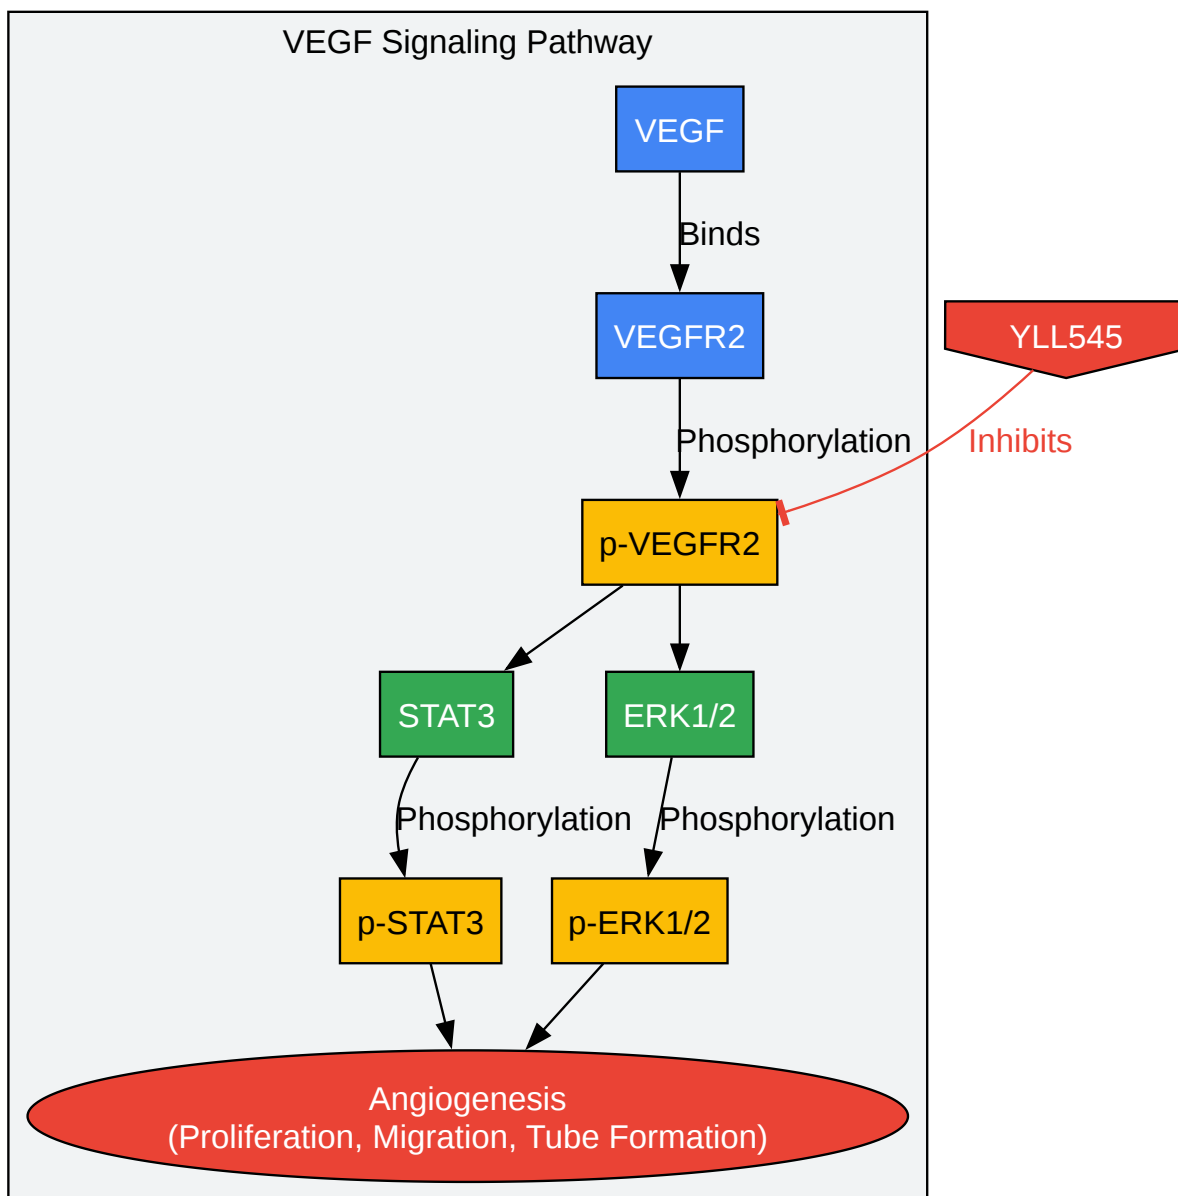 VEGF Signaling Pathway
VEGF
Binds
VEGFR2
YLL545
Phosphorylation
Inhibits
p-VEGFR2
STAT3
ERK1/2
Phosphorylation
Phosphorylation
p-STAT3
p-ERK1/2
Angiogenesis
(Proliferation, Migration, Tube Formation)